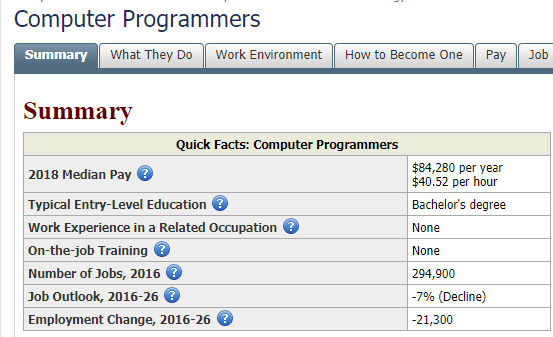 Computer Programmers
Summary What They Do Work Environment How to Become One Pay Job
Summary
Quick Facts: Computer Programmers
2018 Median Pay ? $84,280 per year
$40.52 per hour
Typical Entry-Level Education ? Bachelor's degree
Work Experience in a Related Occupation ? None
On-the-job Training ? None
Number of Jobs, 2016 ? 294,900
Job Outlook, 2016-26 ? -7% (Decline)
Employment Change, 2016-26 ? -21,300